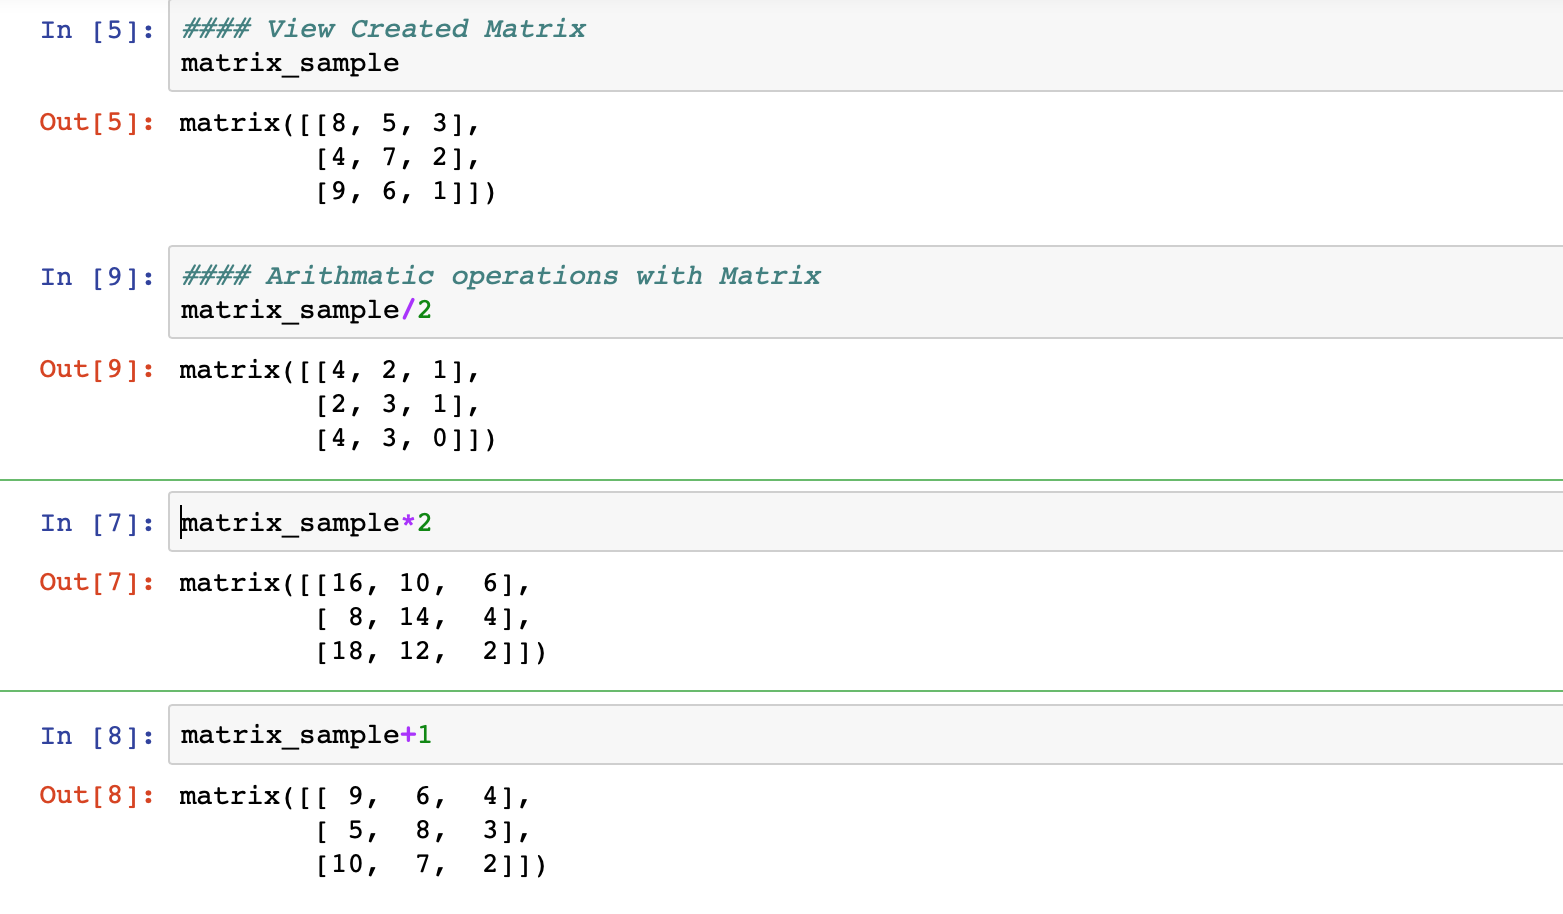 In [5]: #### View Created Matrix
matrix_sample
Out[5]: matrix([[8, 5, 3],
[4, 7, 2],
[9, 6, 1]])
In [9]: #### Arithmatic operations with Matrix
matrix_sample/2
Out[9]: matrix([[4, 2, 1],
[2, 3, 1],
[4, 3, 0]])
In [7]: matrix_sample*2
Out[7]: matrix([[16, 10,  6],
[ 8, 14,  4],
[18, 12,  2]])
In [8]: matrix_sample+1
Out[8]: matrix([[ 9,  6,  4],
[ 5,  8,  3],
[10,  7,  2]])